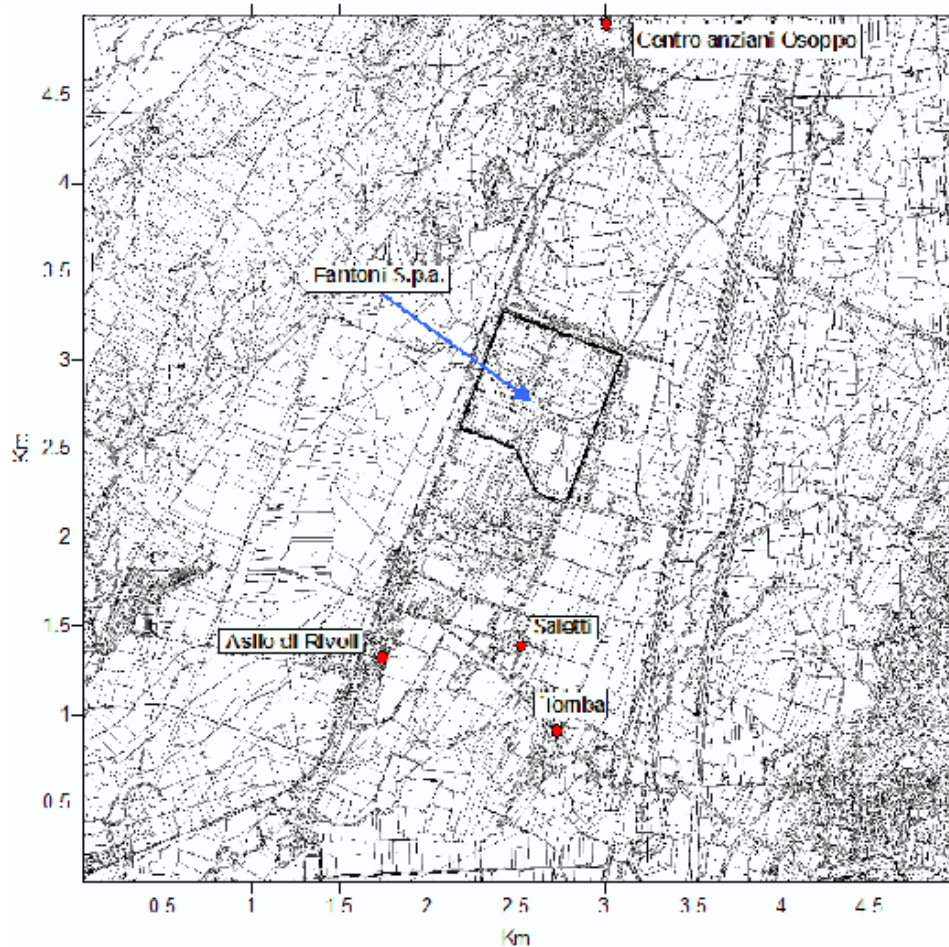 Centro anziani Osoppo
4.5
4
3.5
Fantoni S.p.a.
3
2.5
Km
2
1.5
Saletti
Asilo di Rivoli
Tomba
1
0.5
0.5 1 1.5 2 2.5 3 3.5 4 4.5
Km